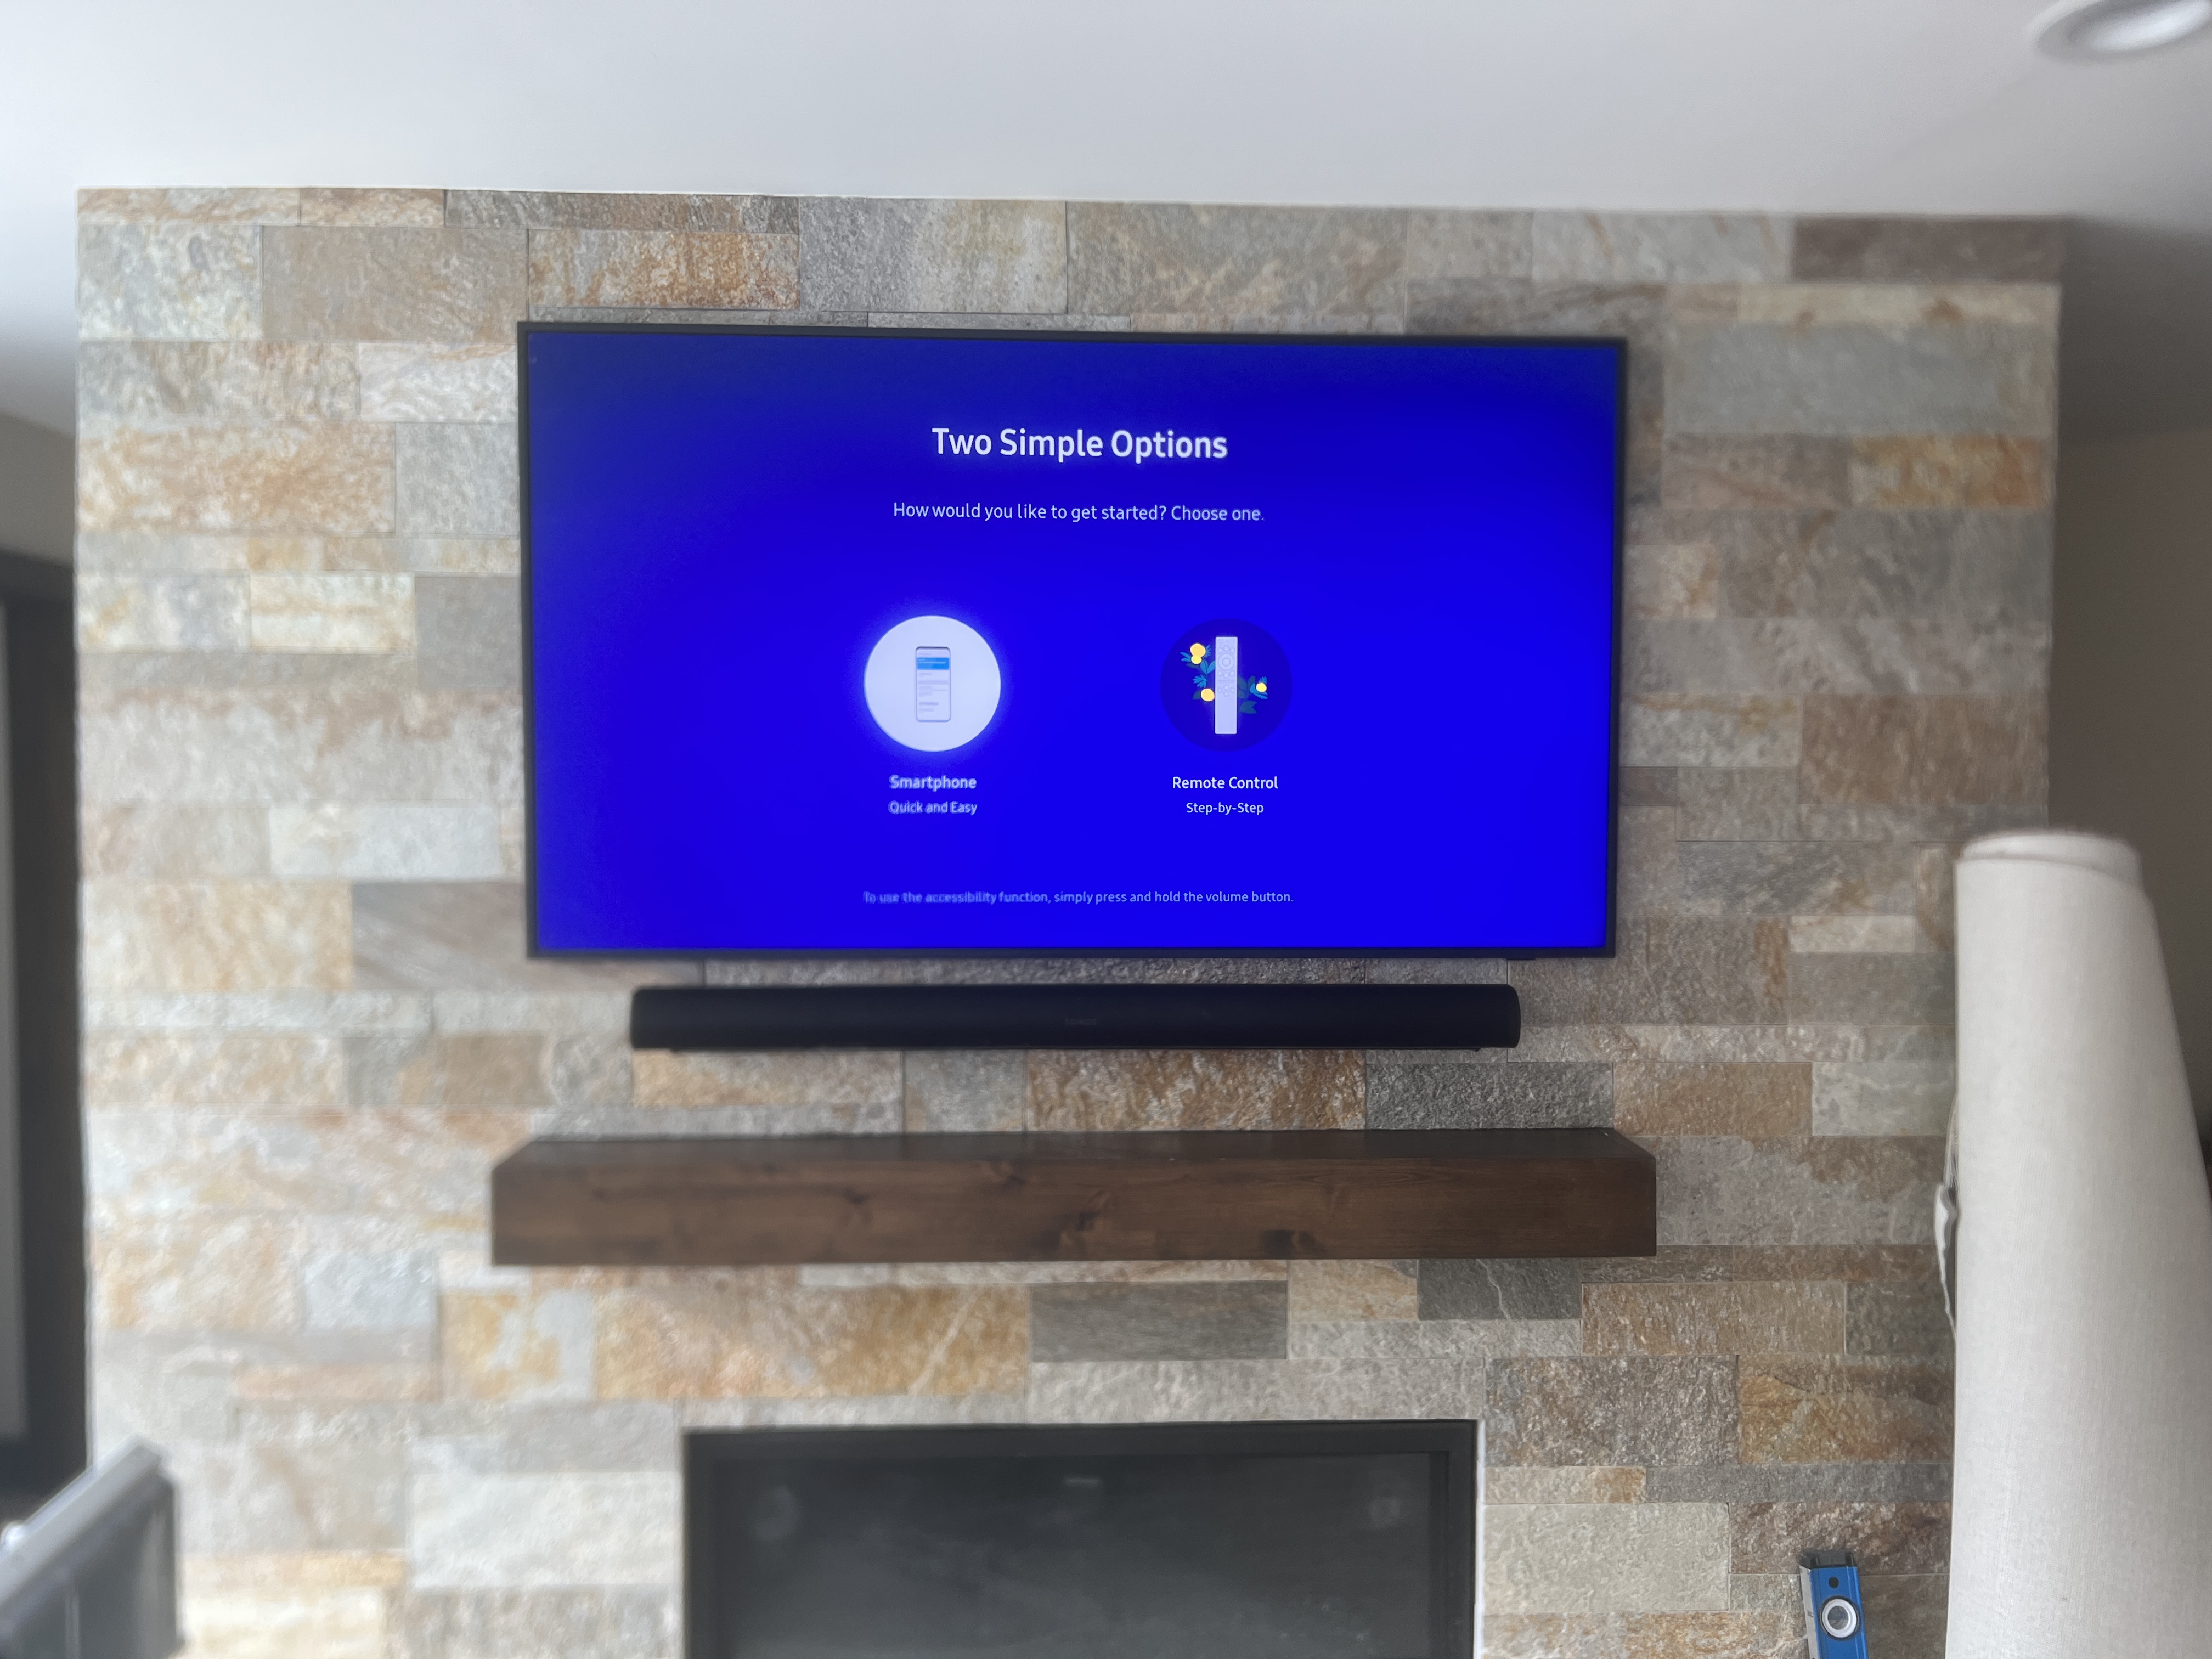 Two Simple Options
How would you like to get started? Choose one.
Smartphone
Quick and Easy
Remote Control
Step-by-Step
To use the accessibility function, simply press and hold the volume button.
SONOS